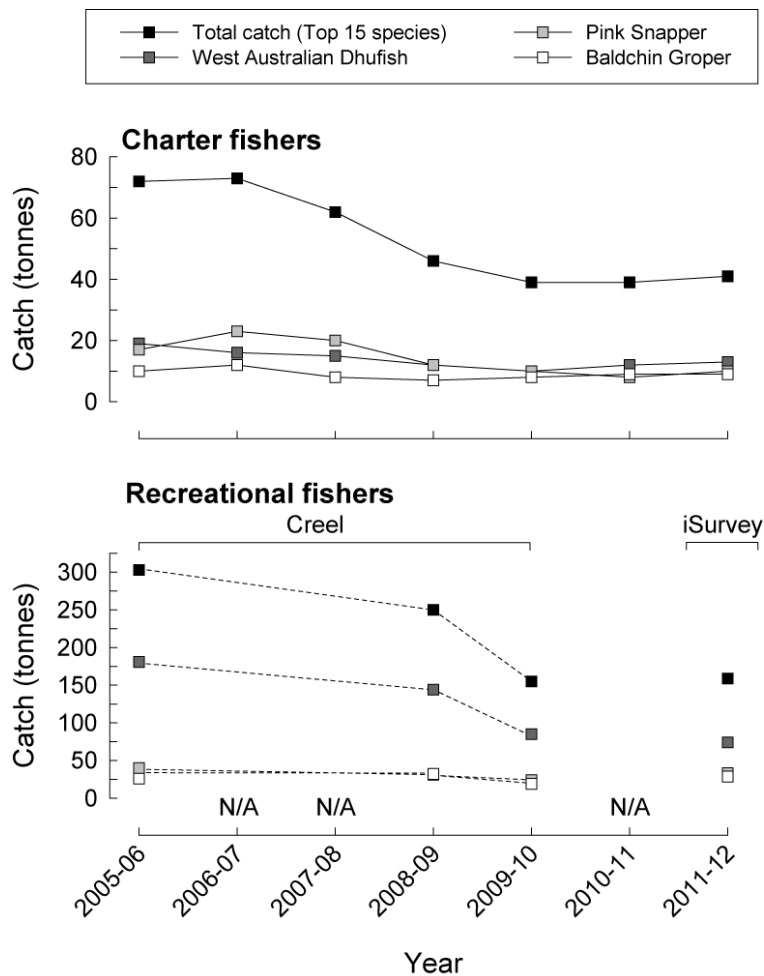 Total catch (Top 15 species)
Pink Snapper
West Australian Dhufish
Baldchin Groper
Charter fishers
80
60
40
20
0
Catch (tonnes)
Recreational fishers
Creel
iSurvey
300
250
200
150
100
50
0
Catch (tonnes)
N/A
N/A
N/A
2005-06
2006-07
2007-08
2008-09
2009-10
2010-11
2011-12
Year